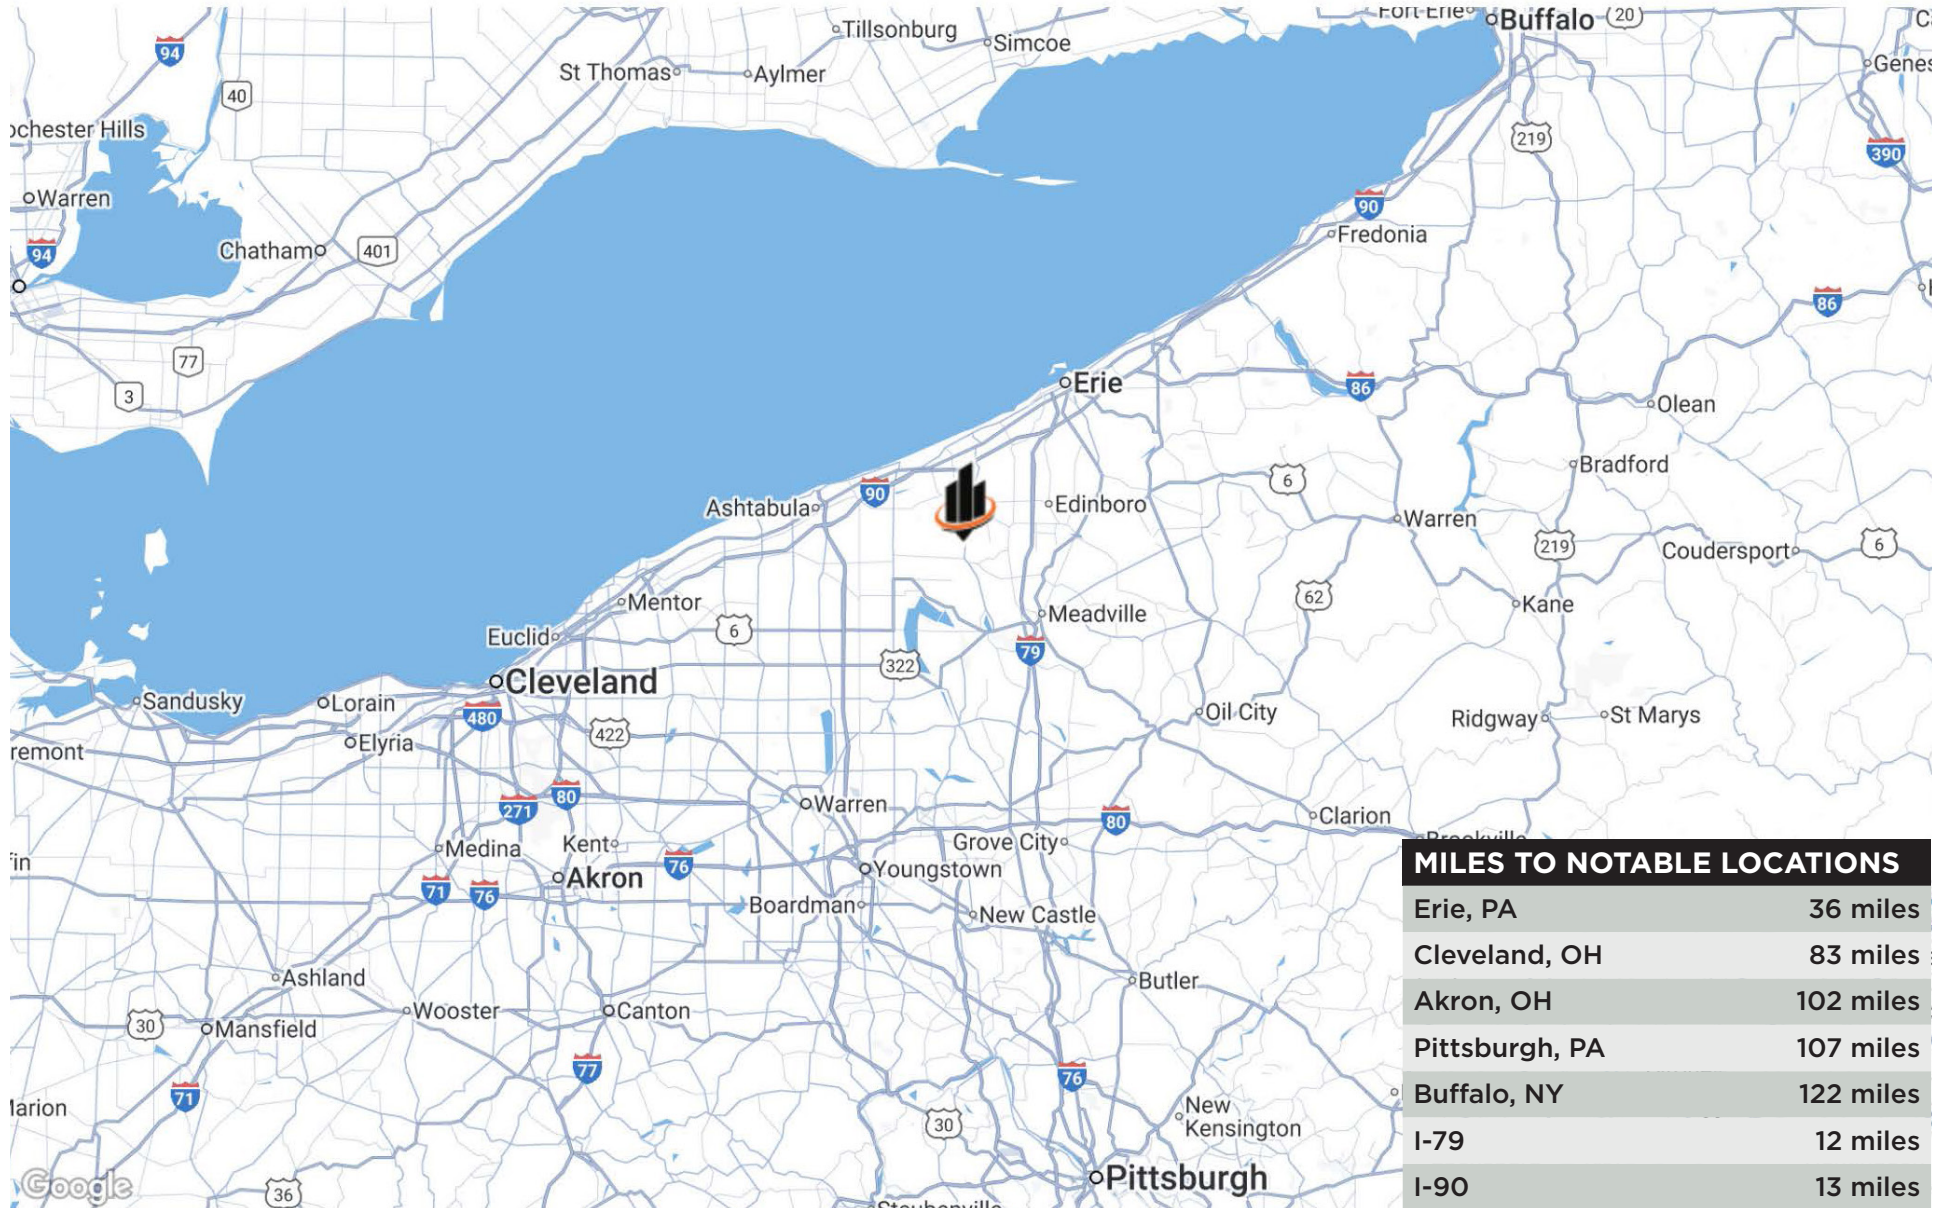 Tillsonburg
Simcoe
Fort Erie
Buffalo
20
94
St Thomas
Aylmer
Genes
40
ochester Hills
219
390
Warren
90
Fredonia
94
Chatham
401
86
77
3
Erie
86
Olean
Bradford
6
90
Ashtabula
Edinboro
Warren
219
Coudersport
6
Mentor
62
Kane
Meadville
Euclid
6
79
322
Cleveland
Sandusky
Lorain
480
Oil City
Ridgway
St Marys
422
Elyria
remont
80
271
Warren
80
Clarion
Brookville
Medina
Kent
Grove City
fin
76
Youngstown
Akron
71
76
Boardman
New Castle
Ashland
Butler
Wooster
Canton
30
Mansfield
77
76
71
Marion
30
New
Kensington
Pittsburgh
Google
36
Steubenville
MILES TO NOTABLE LOCATIONS
Erie, PA 36 miles
Cleveland, OH 83 miles
Akron, OH 102 miles
Pittsburgh, PA 107 miles
Buffalo, NY 122 miles
I-79 12 miles
I-90 13 miles